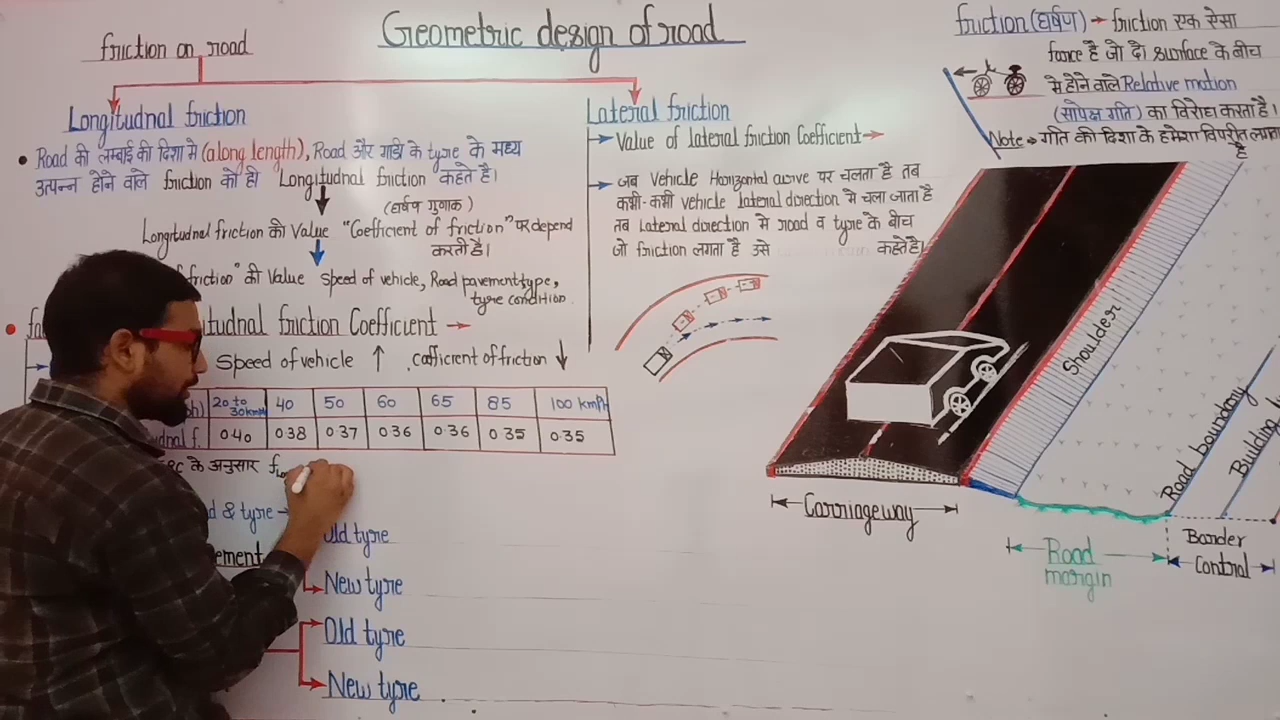 Geometric design of road
friction on road
Longitudnal friction
Road की लम्बाई की दिशा मे (along length), Road और गाडी के tyre के मध्य
उत्पन्न होने वाले friction को ही Longitudnal friction कहते है।
(घर्षण गुणाक)
Longitudnal friction की Value "Coefficient of friction" पर depend
करती है।
friction" की Value Speed of vehicle, Road pavement type,
tyre condition.
tudnal friction Coefficient
Speed of vehicle ↑ cofficient of friction ↓
20 to 30kmph 40 50 60 65 85 100 kmph
dnal f. 0.40 0.38 0.37 0.36 0.36 0.35 0.35
RC के अनुसार
& tyre
Old tyre
ement
New tyre
Old tyre
New tyre
Lateral friction
Value of lateral friction Coefficient
जब Vehicle Horizontal curve पर चलता है तब
कभी-कभी vehicle lateral direction मे चला जाता है
तब Lateral direction मे road व tyre के बीच
जो friction लगता है उसे कहते है।
friction (घर्षण) → friction एक ऐसा
force है जो दो surface के बीच
मे होने वाले Relative motion
(सापेक्ष गति) का विरोध करता है।
Note → गति की दिशा के हमेशा विपरीत लगता
है
Shoulder
Road boundary
Building
Carriageway
Road
margin
Border
Control